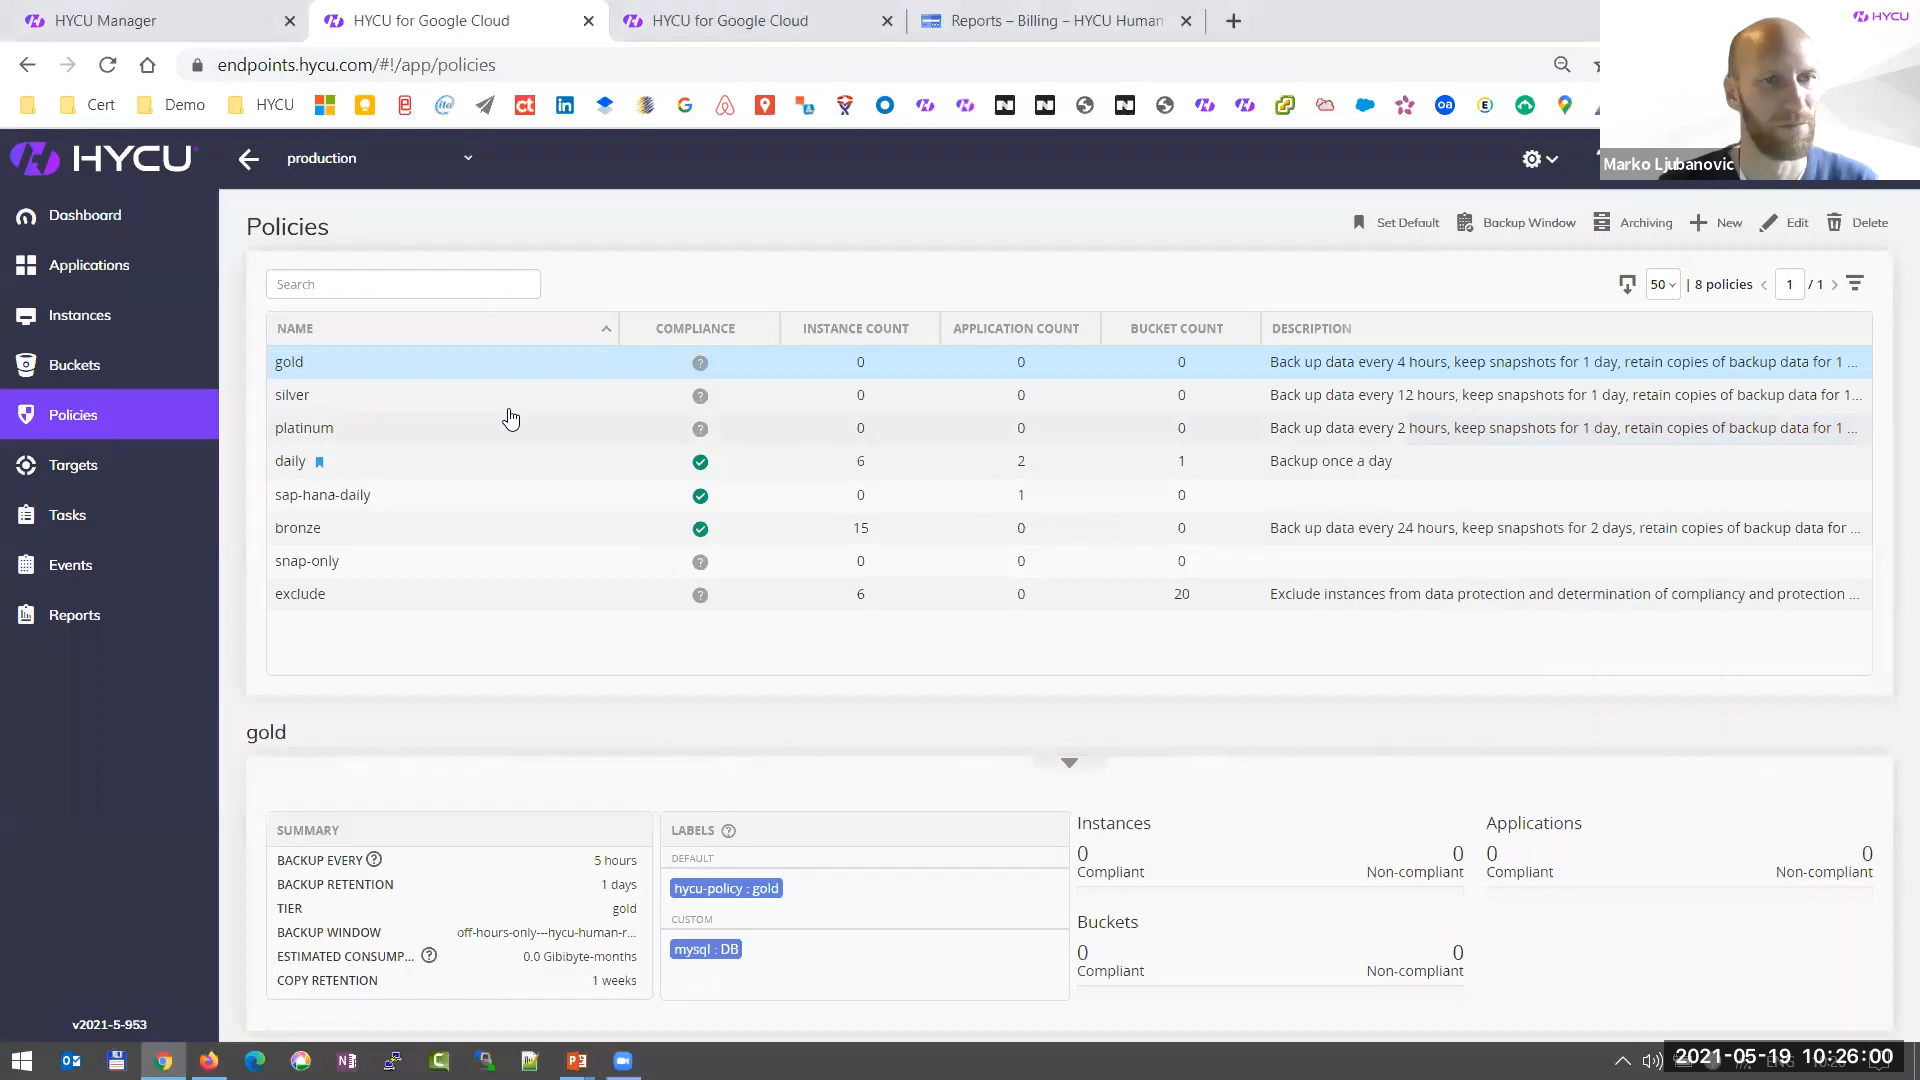 HYCU Manager
HYCU for Google Cloud
HYCU for Google Cloud
Reports – Billing – HYCU Human
HYCU
endpoints.hycu.com/#!/app/policies
Cert
Demo
HYCU
Marko Ljubanovic
HYCU
production
Dashboard
Applications
Instances
Buckets
Policies
Targets
Tasks
Events
Reports
v2021-5-953
Policies
Set Default
Backup Window
Archiving
New
Edit
Delete
Search
50 | 8 policies 1 / 1
NAME COMPLIANCE INSTANCE COUNT APPLICATION COUNT BUCKET COUNT DESCRIPTION
gold 0 0 0 Back up data every 4 hours, keep snapshots for 1 day, retain copies of backup data for 1 ...
silver 0 0 0 Back up data every 12 hours, keep snapshots for 1 day, retain copies of backup data for 1...
platinum 0 0 0 Back up data every 2 hours, keep snapshots for 1 day, retain copies of backup data for 1 ...
daily 6 2 1 Backup once a day
sap-hana-daily 0 1 0
bronze 15 0 0 Back up data every 24 hours, keep snapshots for 2 days, retain copies of backup data for ...
snap-only 0 0 0
exclude 6 0 20 Exclude instances from data protection and determination of compliancy and protection ...
gold
SUMMARY
BACKUP EVERY 5 hours
BACKUP RETENTION 1 days
TIER gold
BACKUP WINDOW off-hours-only---hycu-human-r...
ESTIMATED CONSUMP... 0.0 Gibibyte-months
COPY RETENTION 1 weeks
LABELS
DEFAULT
hycu-policy : gold
CUSTOM
mysql : DB
Instances
0 0
Compliant Non-compliant
Buckets
0 0
Compliant Non-compliant
Applications
0 0
Compliant Non-compliant
2021-05-19 10:26:00